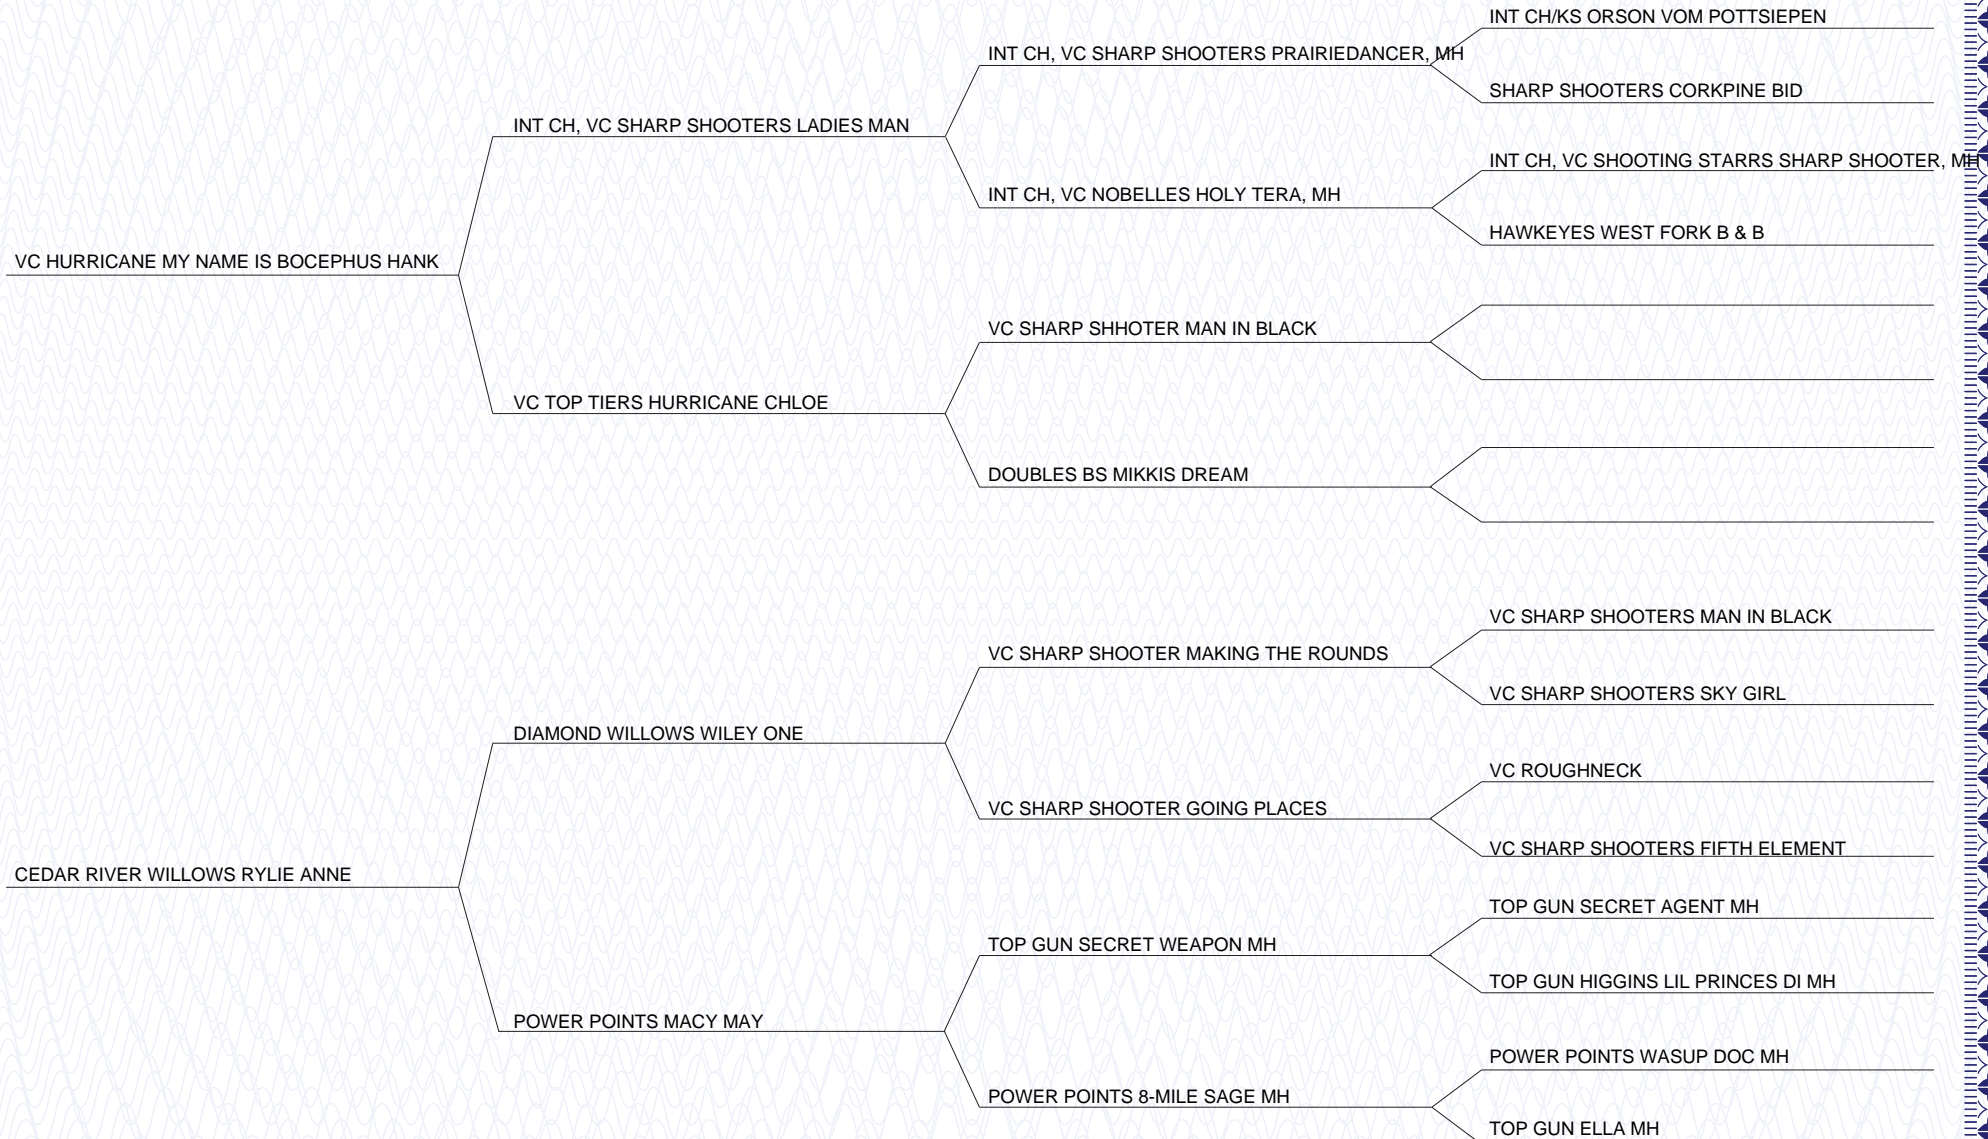 INT CH/KS ORSON VOM POTTSIEPEN
INT CH, VC SHARP SHOOTERS PRAIRIEDANCER, MH
SHARP SHOOTERS CORKPINE BID
INT CH, VC SHARP SHOOTERS LADIES MAN
INT CH, VC SHOOTING STARRS SHARP SHOOTER, MH
INT CH, VC NOBELLES HOLY TERA, MH
HAWKEYES WEST FORK B & B
VC HURRICANE MY NAME IS BOCEPHUS HANK
VC SHARP SHHOTER MAN IN BLACK
VC TOP TIERS HURRICANE CHLOE
DOUBLES BS MIKKIS DREAM
VC SHARP SHOOTERS MAN IN BLACK
VC SHARP SHOOTER MAKING THE ROUNDS
VC SHARP SHOOTERS SKY GIRL
DIAMOND WILLOWS WILEY ONE
VC ROUGHNECK
VC SHARP SHOOTER GOING PLACES
VC SHARP SHOOTERS FIFTH ELEMENT
CEDAR RIVER WILLOWS RYLIE ANNE
TOP GUN SECRET AGENT MH
TOP GUN SECRET WEAPON MH
TOP GUN HIGGINS LIL PRINCES DI MH
POWER POINTS MACY MAY
POWER POINTS WASUP DOC MH
POWER POINTS 8-MILE SAGE MH
TOP GUN ELLA MH